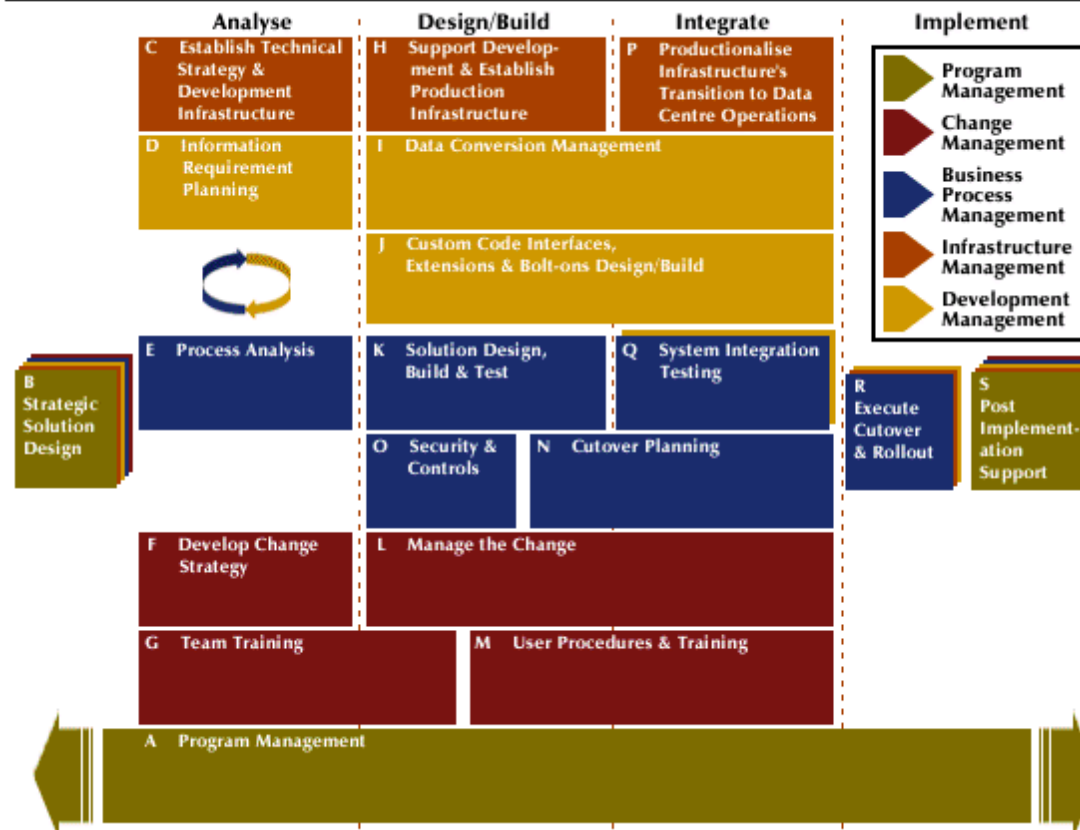 Analyse
Design/Build
Integrate
Implement
C Establish Technical
Strategy &
Development
Infrastructure
H Support Develop-
ment & Establish
Production
Infrastructure
P Productionalise
Infrastructure's
Transition to Data
Centre Operations
Program
Management
Change
Management
Business
Process
Management
Infrastructure
Management
Development
Management
D Information
Requirement
Planning
I Data Conversion Management
J Custom Code Interfaces,
Extensions & Bolt-ons Design/Build
B
Strategic
Solution
Design
E Process Analysis
K Solution Design,
Build & Test
Q System Integration
Testing
R
Execute
Cutover
& Rollout
S
Post
Implement-
ation
Support
O Security &
Controls
N Cutover Planning
F Develop Change
Strategy
L Manage the Change
G Team Training
M User Procedures & Training
A Program Management